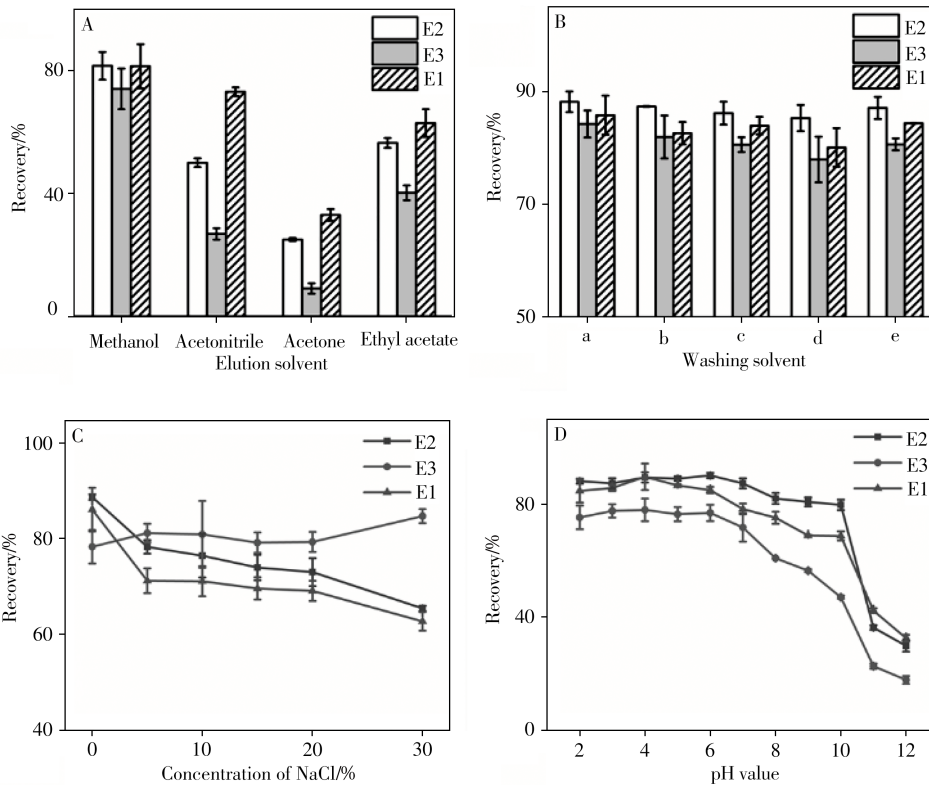 A
E2
E3
E1
80
40
0
Recovery/%
Methanol Acetonitrile Acetone Ethyl acetate
Elution solvent
B
E2
E3
E1
90
70
50
Recovery/%
a b c d e
Washing solvent
C
E2
E3
E1
100
80
60
40
Recovery/%
0 10 20 30
Concentration of NaCl/%
D
E2
E3
E1
80
40
0
Recovery/%
2 4 6 8 10 12
pH value